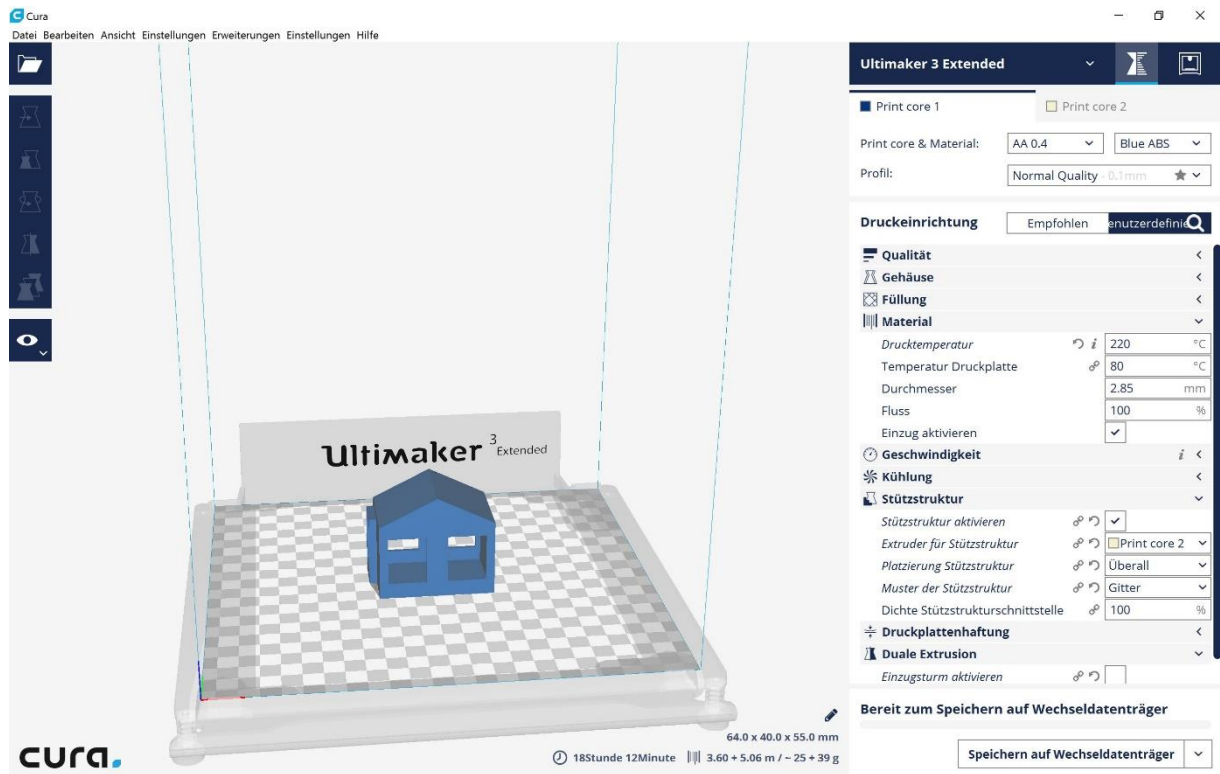 Cura
Datei Bearbeiten Ansicht Einstellungen Erweiterungen Einstellungen Hilfe
Ultimaker 3 Extended
Print core 1
Print core 2
Print core & Material: AA 0.4 Blue ABS
Profil: Normal Quality - 0.1mm
Druckeinrichtung Empfohlen enutzerdefinie
Qualität
Gehäuse
Füllung
Material
Drucktemperatur i 220 °C
Temperatur Druckplatte 80 °C
Durchmesser 2.85 mm
Fluss 100 %
Einzug aktivieren
Geschwindigkeit i
Kühlung
Stützstruktur
Stützstruktur aktivieren
Extruder für Stützstruktur Print core 2
Platzierung Stützstruktur Überall
Muster der Stützstruktur Gitter
Dichte Stützstrukturschnittstelle 100 %
Druckplattenhaftung
Duale Extrusion
Einzugsturm aktivieren
Bereit zum Speichern auf Wechseldatenträger
Speichern auf Wechseldatenträger
Ultimaker 3 Extended
64.0 x 40.0 x 55.0 mm
18Stunde 12Minute 3.60 + 5.06 m / ~ 25 + 39 g
cura.